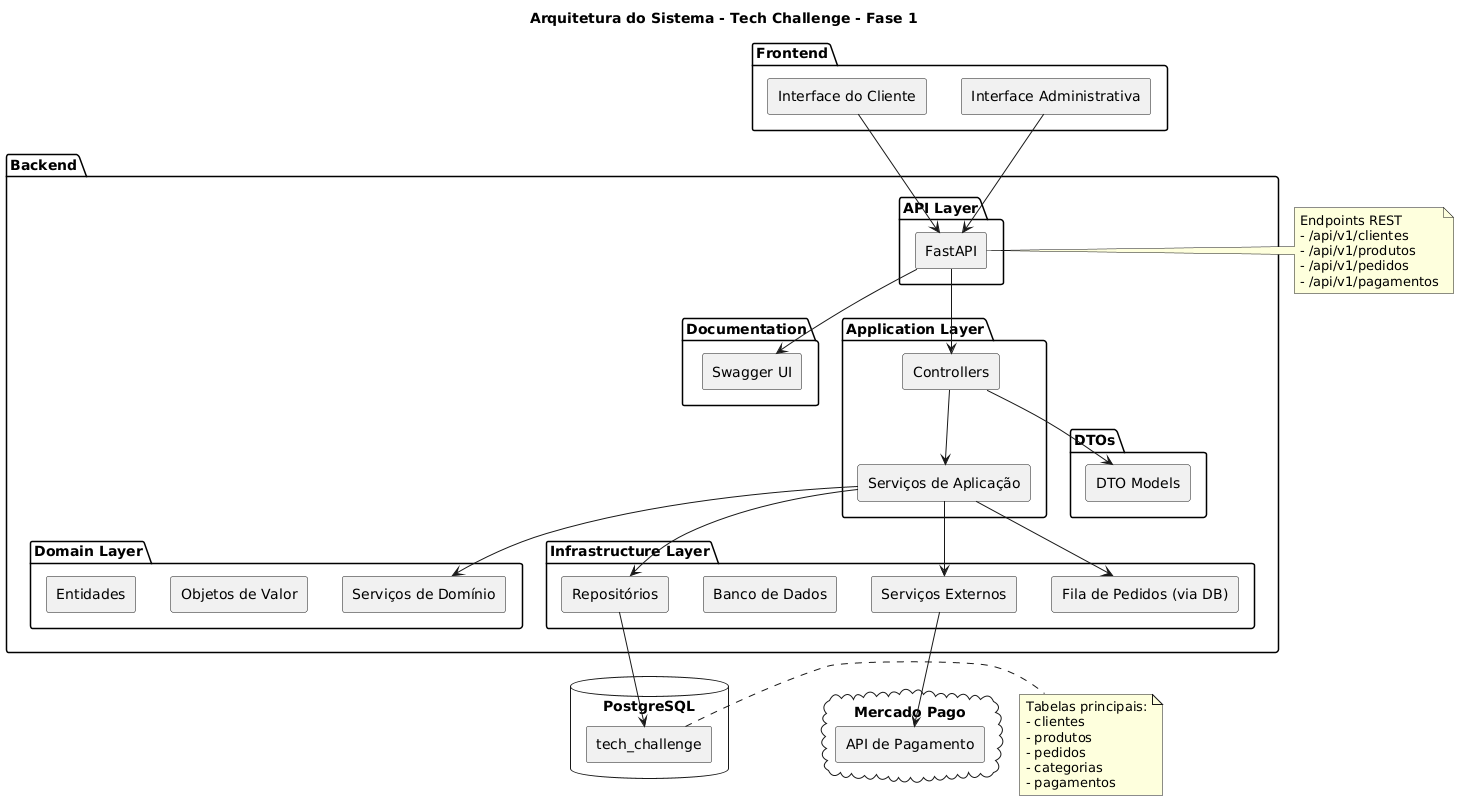 Arquitetura do Sistema - Tech Challenge - Fase 1
Frontend
Interface do Cliente
Interface Administrativa
Backend
API Layer
FastAPI
Endpoints REST
- /api/v1/clientes
- /api/v1/produtos
- /api/v1/pedidos
- /api/v1/pagamentos
Documentation
Swagger UI
Application Layer
Controllers
Serviços de Aplicação
DTOs
DTO Models
Domain Layer
Entidades
Objetos de Valor
Serviços de Domínio
Infrastructure Layer
Repositórios
Banco de Dados
Serviços Externos
Fila de Pedidos (via DB)
PostgreSQL
tech_challenge
Mercado Pago
API de Pagamento
Tabelas principais:
- clientes
- produtos
- pedidos
- categorias
- pagamentos